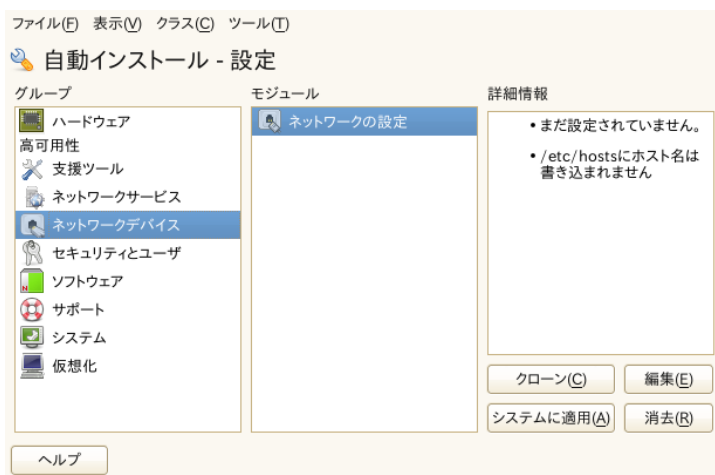 ファイル(F) 表示(V) クラス(C) ツール(T)
自動インストール - 設定
グループ
ハードウェア
高可用性
支援ツール
ネットワークサービス
ネットワークデバイス
セキュリティとユーザ
ソフトウェア
サポート
システム
仮想化
モジュール
ネットワークの設定
詳細情報
• まだ設定されていません。
• /etc/hostsにホスト名は
書き込まれません
クローン(C) 編集(E)
システムに適用(A) 消去(R)
ヘルプ